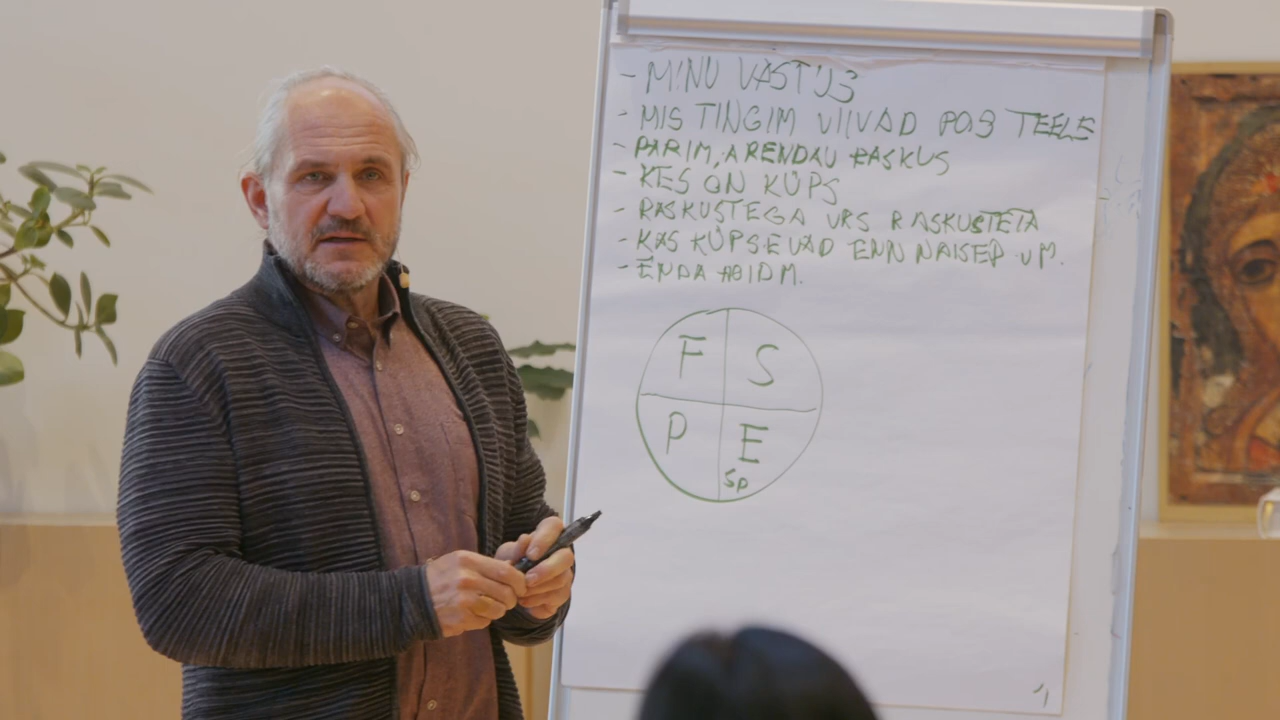 - MINU VASTUS
- MIS TINGIM VIIVAD POS TEELE
- PARIM, ARENDAV RASKUS
- KES ON KÜPS
- RASKUSTEGA VRS RASKUSTETA
- KAS KÜPSEVAD ENN NAISED VM.
- ENDA HOIDM.
F S
P E
SP